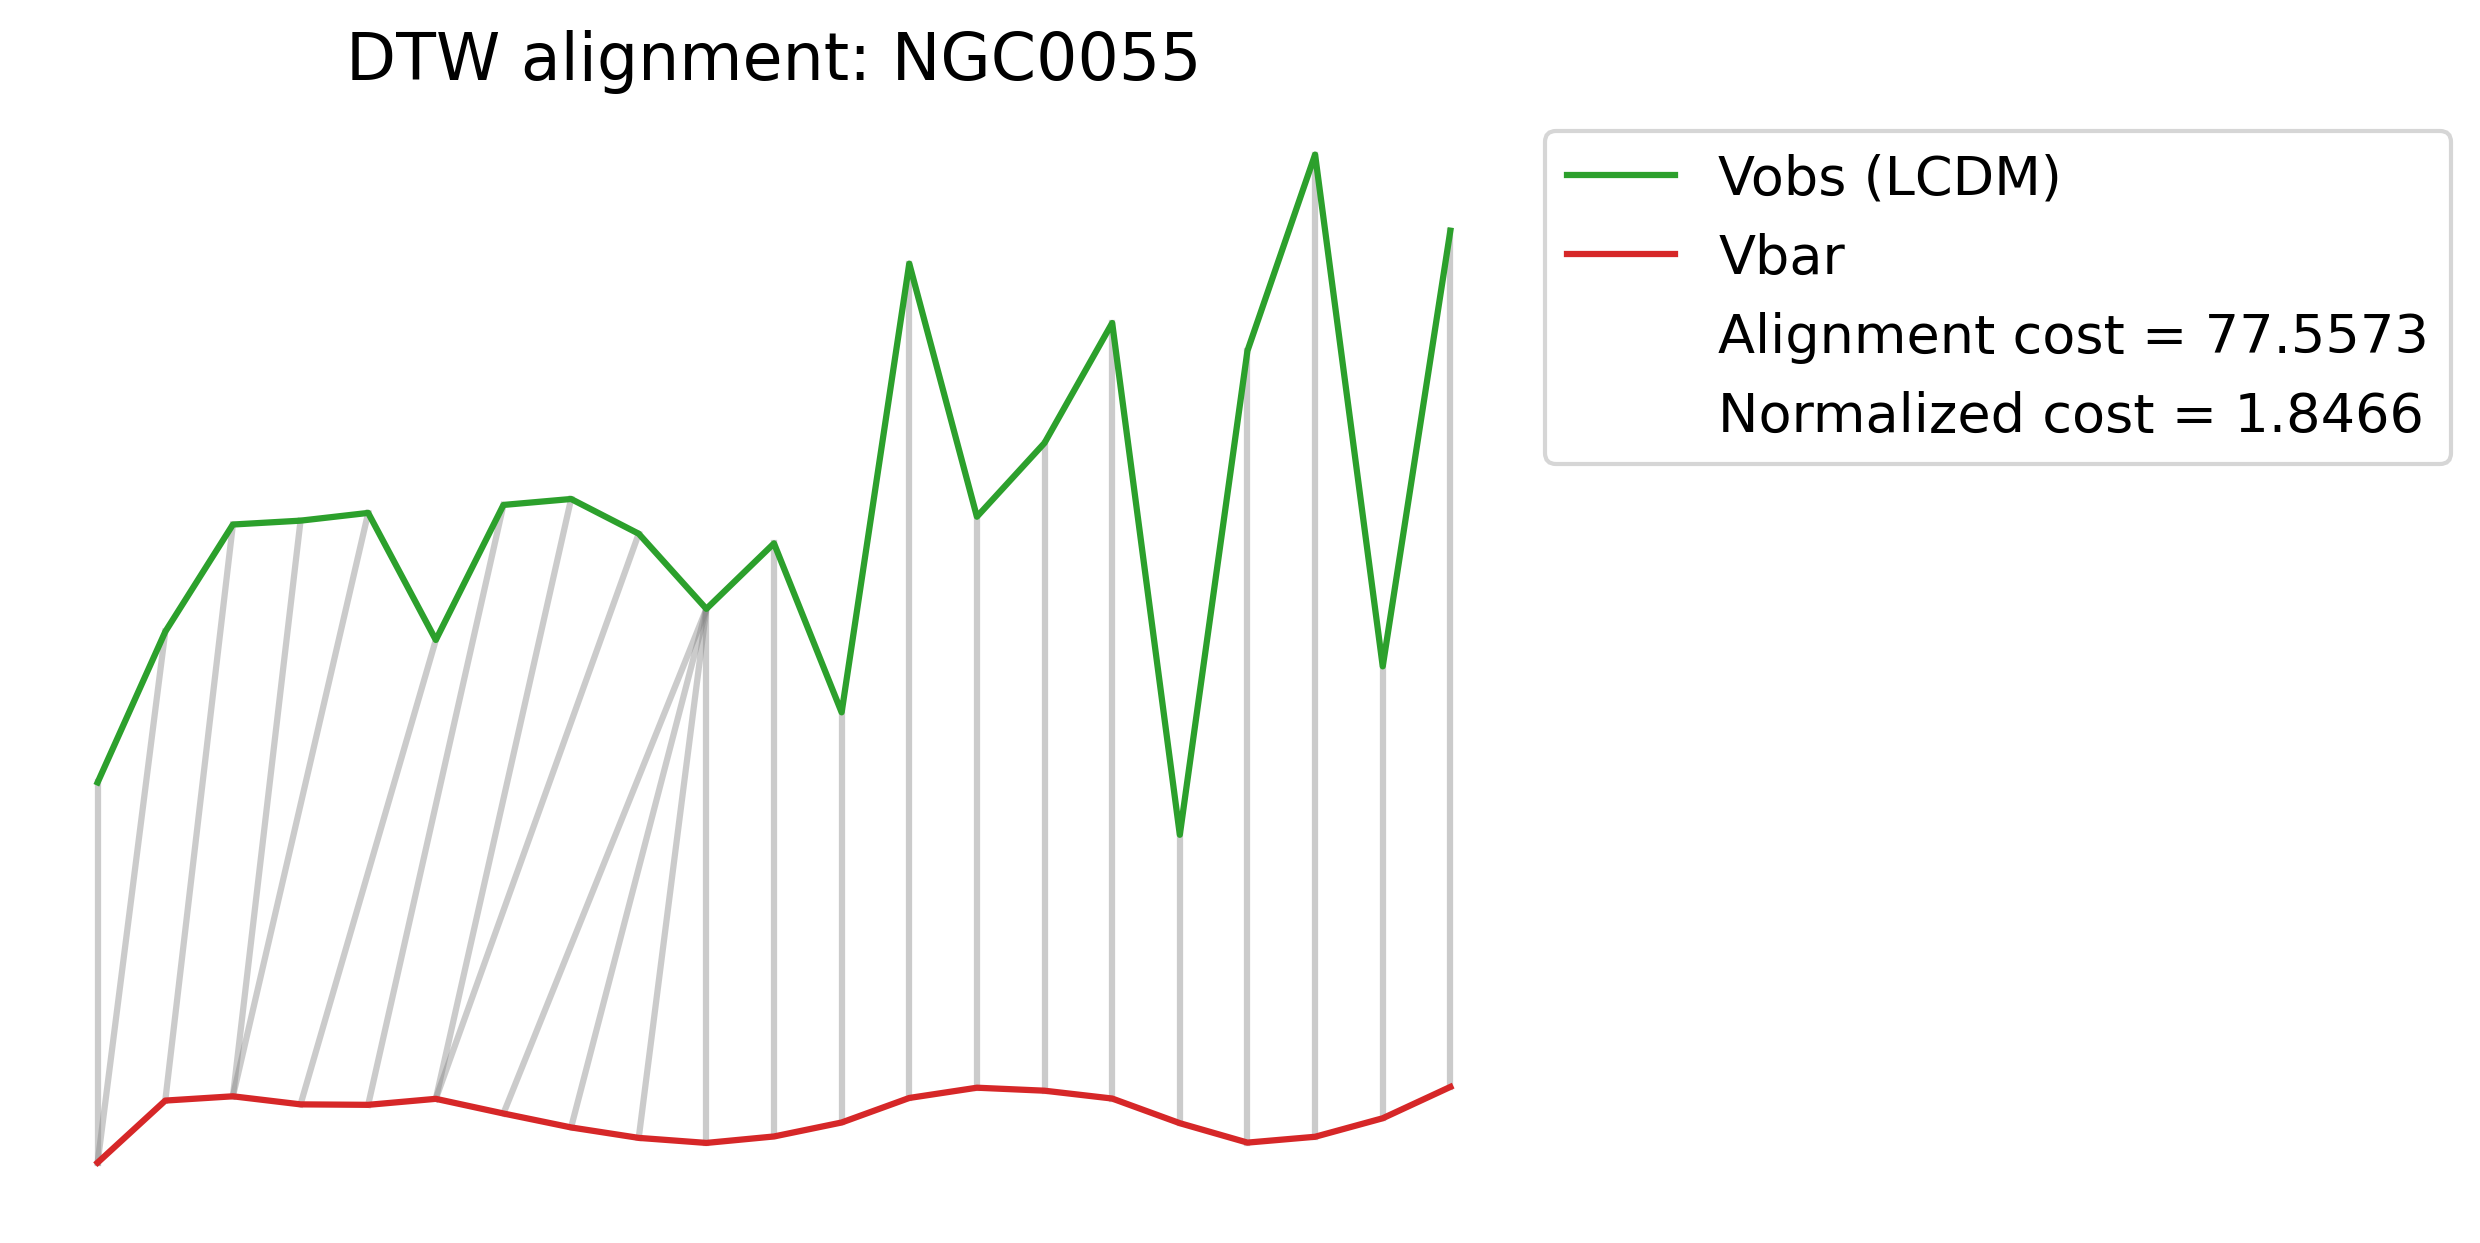 DTW alignment: NGC0055
Vobs (LCDM)
Vbar
Alignment cost = 77.5573
Normalized cost = 1.8466